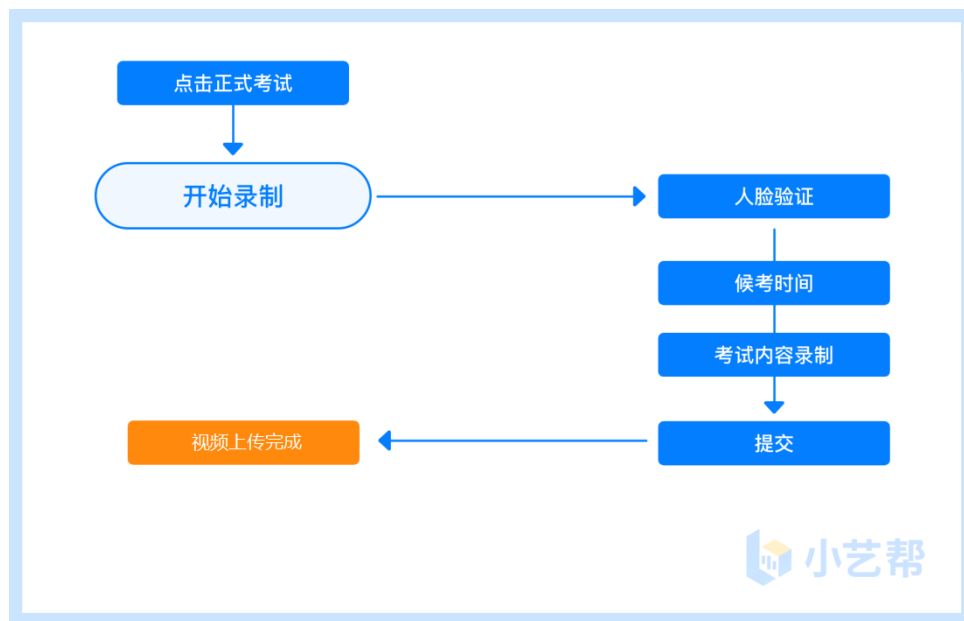 点击正式考试
开始录制
人脸验证
候考时间
考试内容录制
提交
视频上传完成
小艺帮